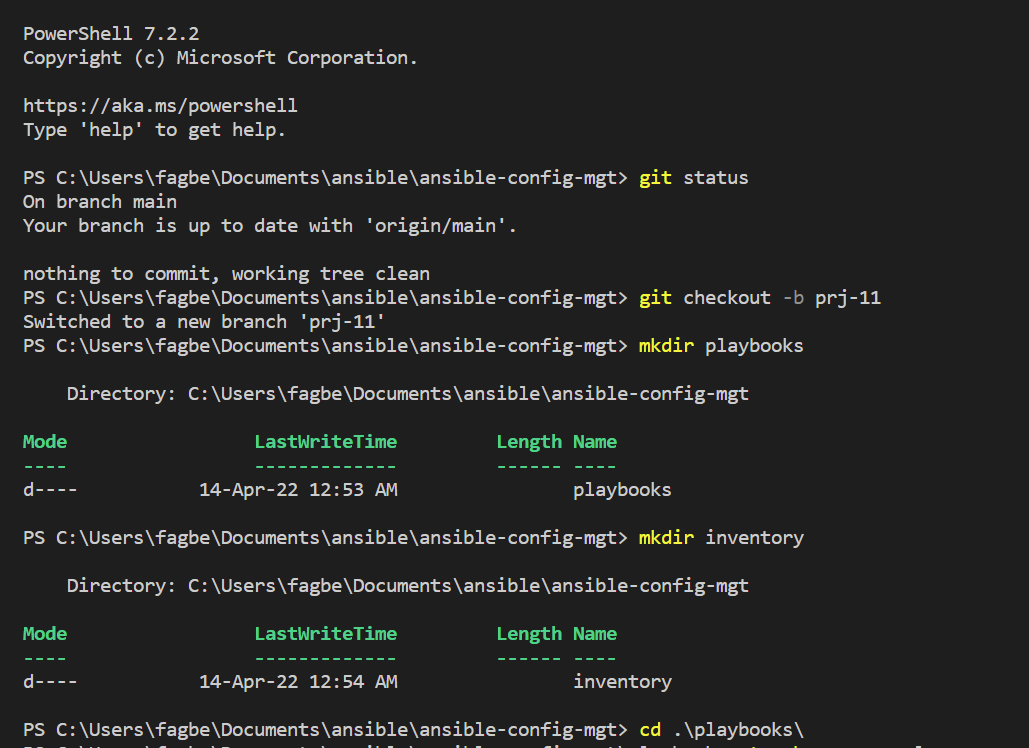 PowerShell 7.2.2
Copyright (c) Microsoft Corporation.
https://aka.ms/powershell
Type 'help' to get help.
PS C:\Users\fagbe\Documents\ansible\ansible-config-mgt> git status
On branch main
Your branch is up to date with 'origin/main'.
nothing to commit, working tree clean
PS C:\Users\fagbe\Documents\ansible\ansible-config-mgt> git checkout -b prj-11
Switched to a new branch 'prj-11'
PS C:\Users\fagbe\Documents\ansible\ansible-config-mgt> mkdir playbooks
    Directory: C:\Users\fagbe\Documents\ansible\ansible-config-mgt
Mode                 LastWriteTime         Length Name
----                 -------------         ------ ----
d----           14-Apr-22 12:53 AM                playbooks
PS C:\Users\fagbe\Documents\ansible\ansible-config-mgt> mkdir inventory
    Directory: C:\Users\fagbe\Documents\ansible\ansible-config-mgt
Mode                 LastWriteTime         Length Name
----                 -------------         ------ ----
d----           14-Apr-22 12:54 AM                inventory
PS C:\Users\fagbe\Documents\ansible\ansible-config-mgt> cd .\playbooks\